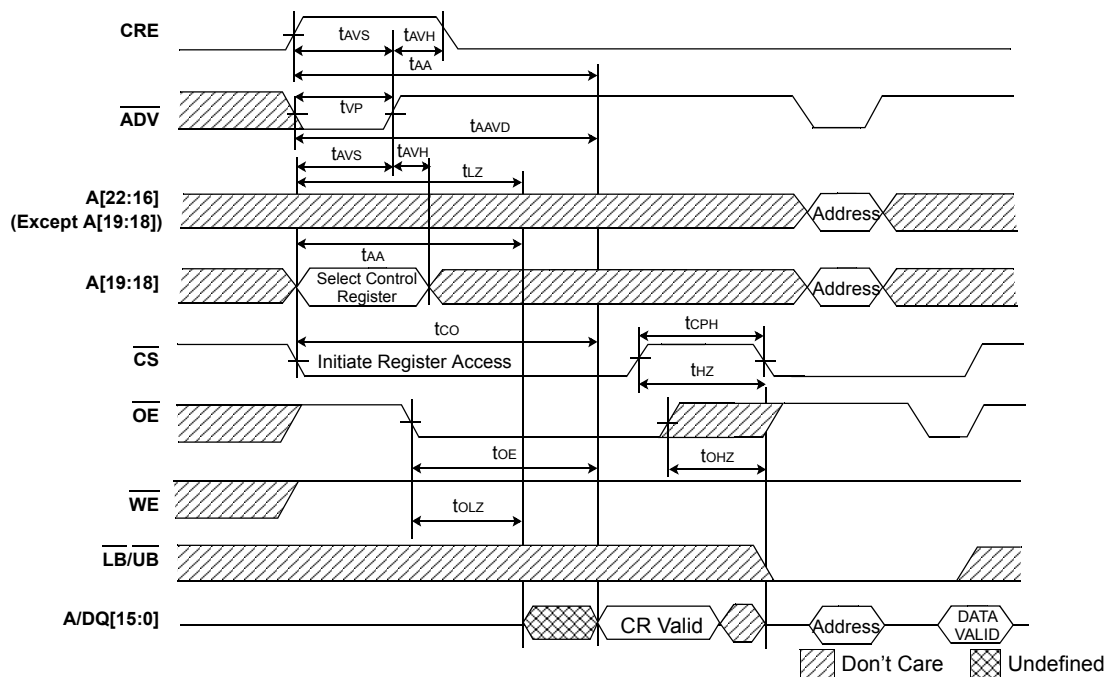 CRE
tAVS
tAVH
tAA
ADV
tVP
tAAVD
tAVS
tAVH
tLZ
A[22:16]
(Except A[19:18])
Address
tAA
A[19:18]
Select Control
Register
Address
tCO
tCPH
CS
Initiate Register Access
tHZ
OE
tOE
tOHZ
WE
tOLZ
LB/UB
A/DQ[15:0]
CR Valid
Address
DATA
VALID
Don't Care
Undefined